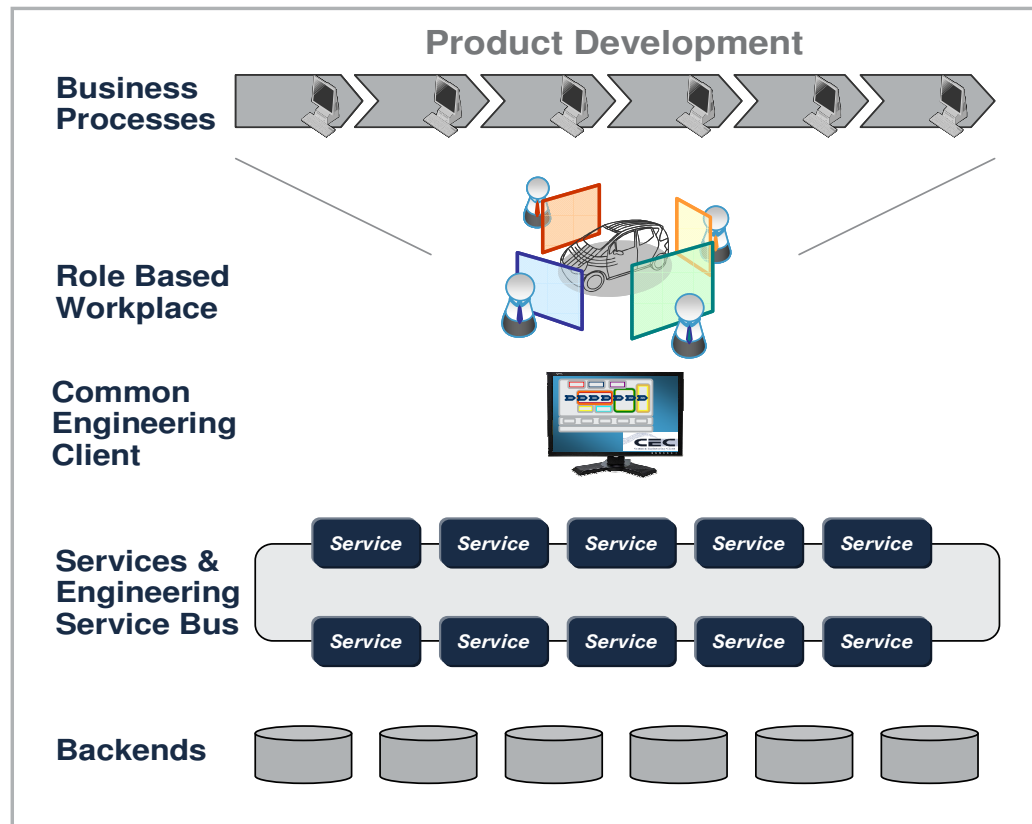 Product Development
Business
Processes
Role Based
Workplace
Common
Engineering
Client
CEC
Services &
Engineering
Service Bus
Service Service Service Service Service
Service Service Service Service Service
Backends